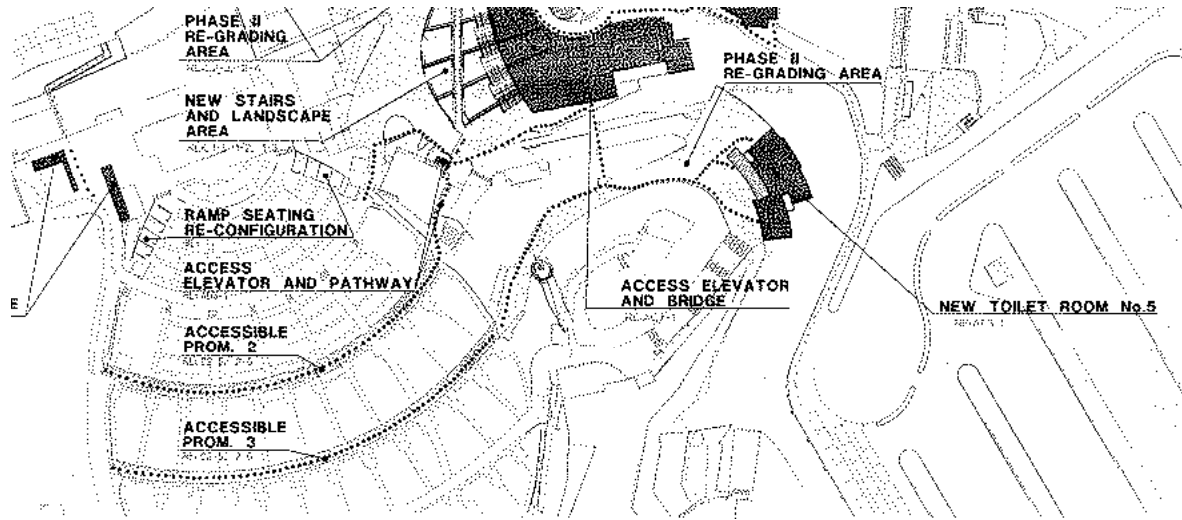 PHASE II
RE-GRADING
AREA
NEW STAIRS
AND LANDSCAPE
AREA
RAMP SEATING
RE-CONFIGURATION
ACCESS
ELEVATOR AND PATHWAY
ACCESSIBLE
PROM. 2
ACCESSIBLE
PROM. 3
E
PHASE II
RE-GRADING AREA
ACCESS ELEVATOR
AND BRIDGE
NEW TOILET ROOM No.5